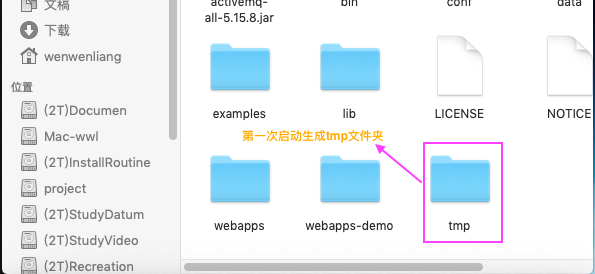 文稿
下载
wenwenliang
位置
(2T)Documen
Mac-wwl
(2T)InstallRoutine
project
(2T)StudyDatum
(2T)StudyVideo
(2T)Recreation
activemq-
all-5.15.8.jar
bin
conf
data
examples
lib
LICENSE
NOTICE
第一次启动生成tmp文件夹
webapps
webapps-demo
tmp